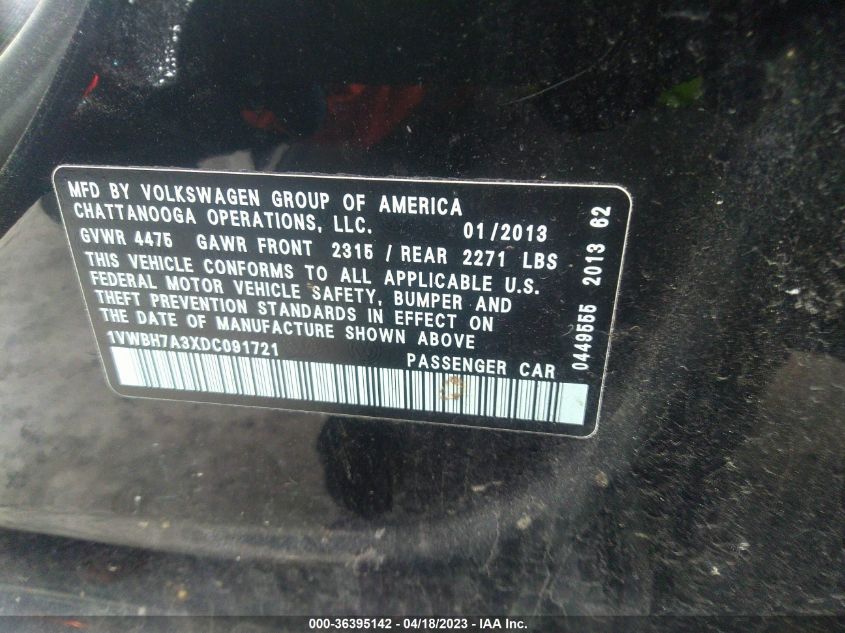 MFD BY VOLKSWAGEN GROUP OF AMERICA
CHATTANOOGA OPERATIONS, LLC. 01/2013
GVWR 4475 GAWR FRONT 2315 / REAR 2271 LBS
THIS VEHICLE CONFORMS TO ALL APPLICABLE U.S.
FEDERAL MOTOR VEHICLE SAFETY, BUMPER AND
THEFT PREVENTION STANDARDS IN EFFECT ON
THE DATE OF MANUFACTURE SHOWN ABOVE
1VWBH7A3XDC091721 PASSENGER CAR
0449555 2013 62
000-36395142 - 04/18/2023 - IAA Inc.